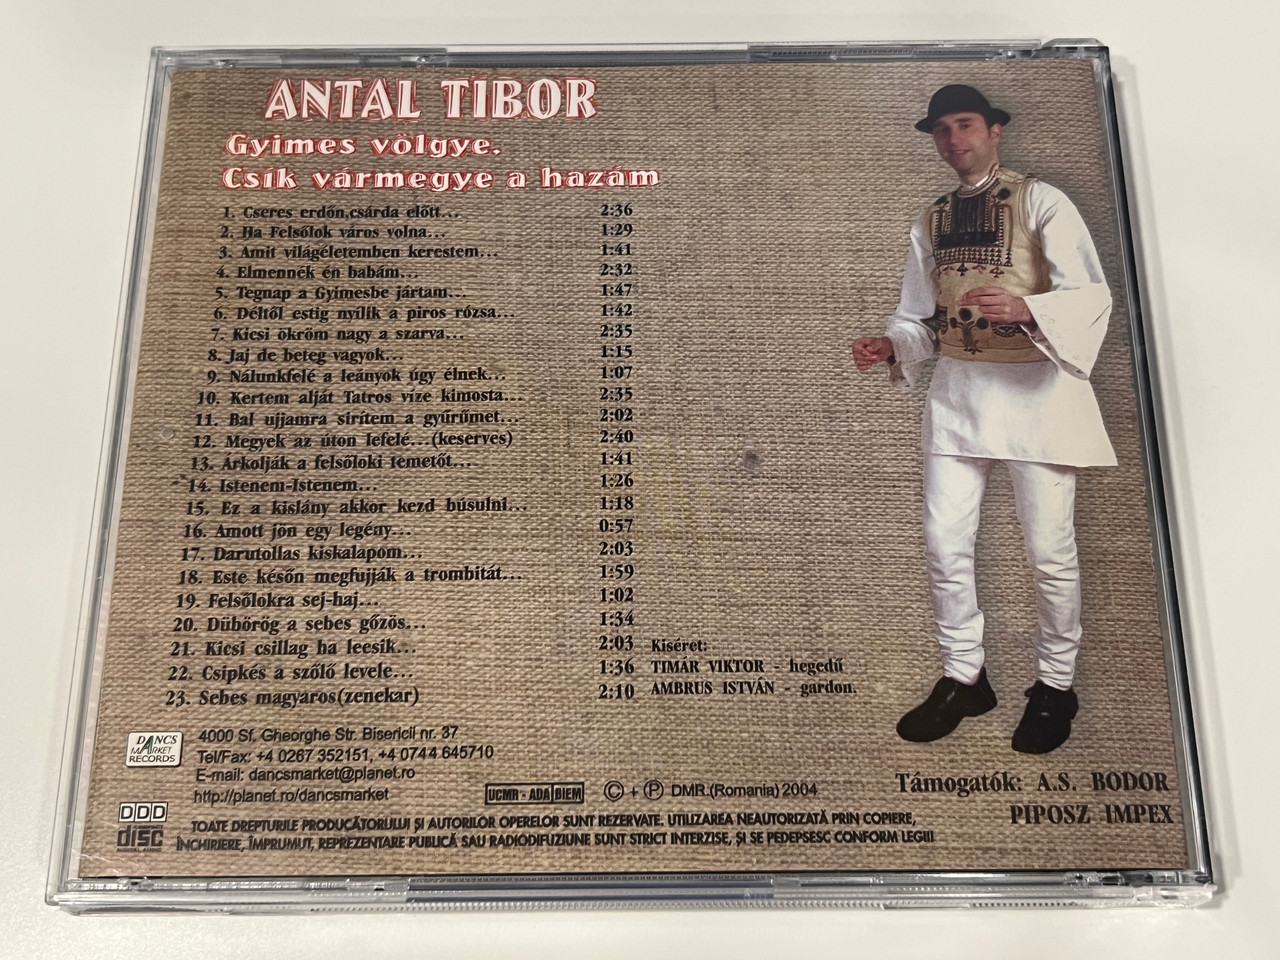 ANTAL TIBOR
Gyimes völgye.
Csík vármegye a hazám
1. Cseres erdőn,csárda előtt... 2:36
2. Ha Felsőlok város volna... 1:29
3. Amit világéletemben kerestem... 1:41
4. Elmennék én babám... 2:32
5. Tegnap a Gyimesbe jártam... 1:47
6. Déltől estig nyílik a piros rózsa... 1:42
7. Kicsi ökröm nagy a szarva... 2:35
8. Jaj de beteg vagyok... 1:15
9. Nálunkfelé a leányok úgy élnek... 1:07
10. Kertem alját Tatros vize kimosta... 2:35
11. Bal ujjamra sirítem a gyűrűmet... 2:02
12. Megyek az úton lefelé...(keserves) 2:40
13. Árkolják a felsőloki temetőt... 1:41
14. Istenem-Istenem... 1:26
15. Ez a kislány akkor kezd búsulni... 1:18
16. Amott jön egy legény... 0:57
17. Darutollas kiskalapom... 2:03
18. Este későn megfujják a trombitát... 1:59
19. Felsőlokra sej-haj... 1:02
20. Dübörög a sebes gőzös... 1:34
21. Kicsi csillag ha leesik... 2:03
22. Csipkés a szőlő levele... 1:36
23. Sebes magyaros(zenekar) 2:10
Kiséret:
TIMÁR VIKTOR - hegedű
AMBRUS ISTVÁN - gardon.
DANCS
MARKET
RECORDS
4000 Sf. Gheorghe Str. Bisericii nr. 37
Tel/Fax: +4 0267 352151, +4 0744 645710
E-mail: dancsmarket@planet.ro
http://planet.ro/dancsmarket
UCMR - ADA BIEM
© + ℗ DMR.(Romania) 2004
Támogatók: A.S. BODOR
PIPOSZ IMPEX
DDD
disc
DIGITAL AUDIO
TOATE DREPTURILE PRODUCĂTORULUI ȘI AUTORILOR OPERELOR SUNT REZERVATE. UTILIZAREA NEAUTORIZATĂ PRIN COPIERE,
ÎNCHIRIERE, ÎMPRUMUT, REPREZENTARE PUBLICĂ SAU RADIODIFUZIUNE SUNT STRICT INTERZISE, ȘI SE PEDEPSESC CONFORM LEGII!